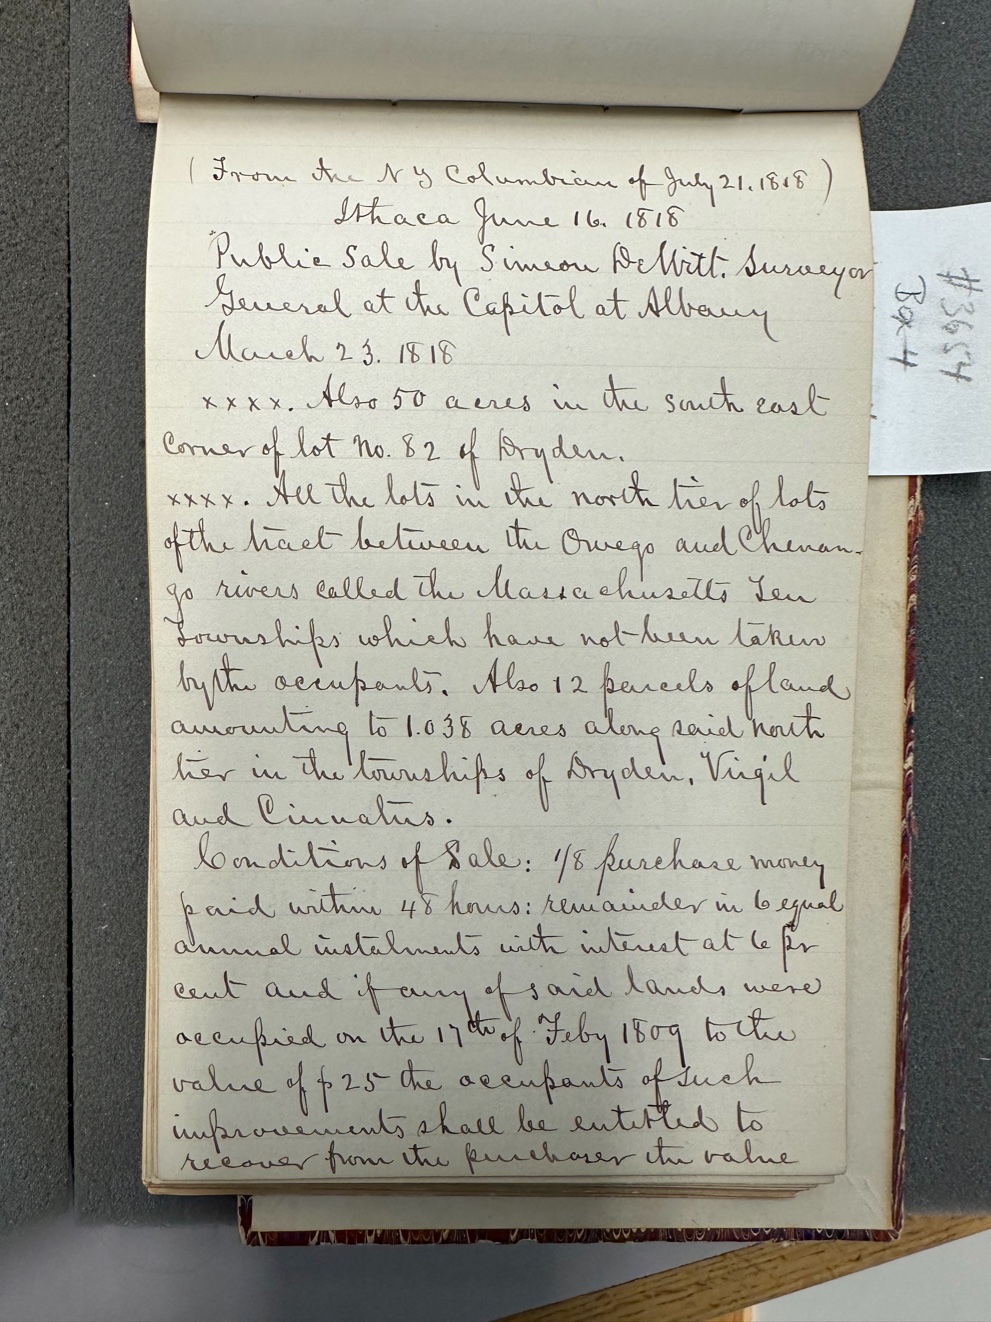 ( From the N Y Columbian of July 21. 1818 )
Ithaca June 16. 1818
Public Sale by Simeon DeWitt. Surveyor
General at the Capitol at Albany
March 23. 1818
xxxx. Also 50 acres in the south east
corner of lot No. 82 of Dryden.
xxxx. All the lots in the north tier of lots
of the tract between the Owego and Chenan-
go rivers called the Massachusetts Ten
Townships which have not been taken
by the occupants. Also 12 parcels of land
amounting to 1.038 acres along said north
tier in the townships of Dryden, Virgil
and Cinnatus.
Conditions of Sale: 1/8 purchase money
paid within 48 hours: remainder in 6 equal
annual instalments with interest at 6 pr
cent and if any of said lands were
occupied on the 17th of Feby 1809 to the
value of $25 the occupants of such
improvements shall be entitled to
recover from the purchaser the value
#3654
Box 4